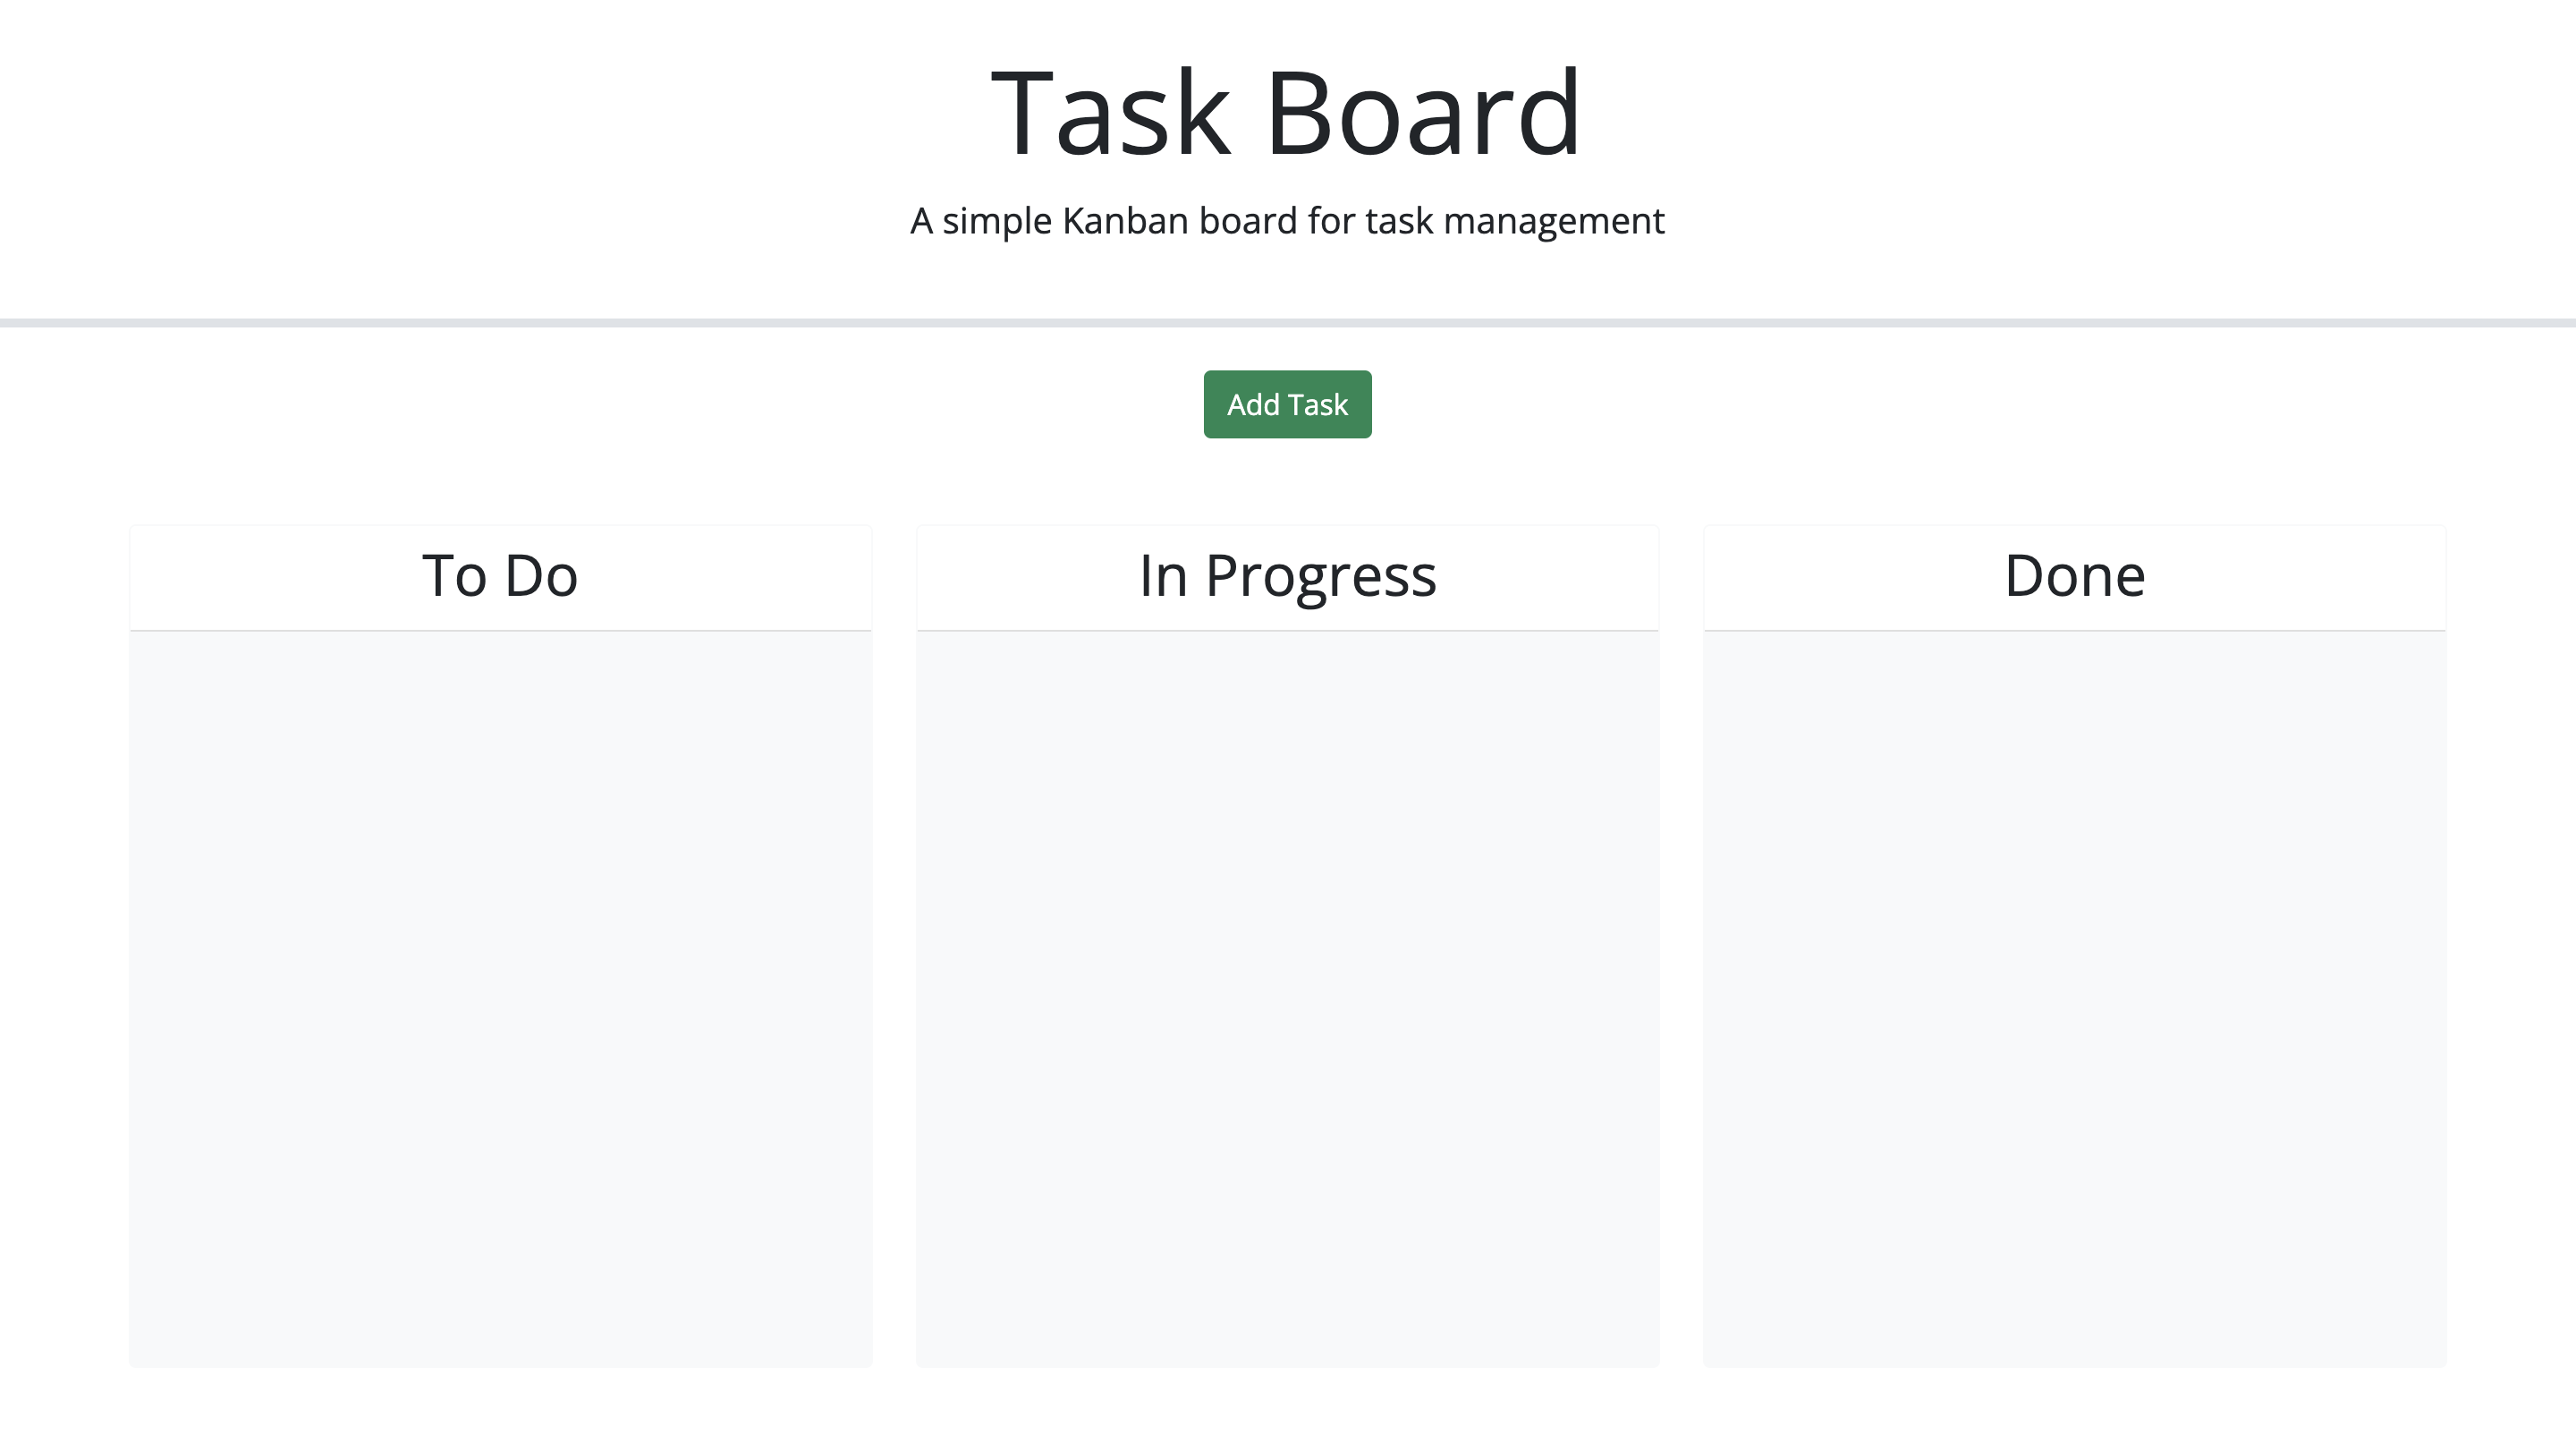 Task Board
A simple Kanban board for task management
Add Task
To Do
In Progress
Done